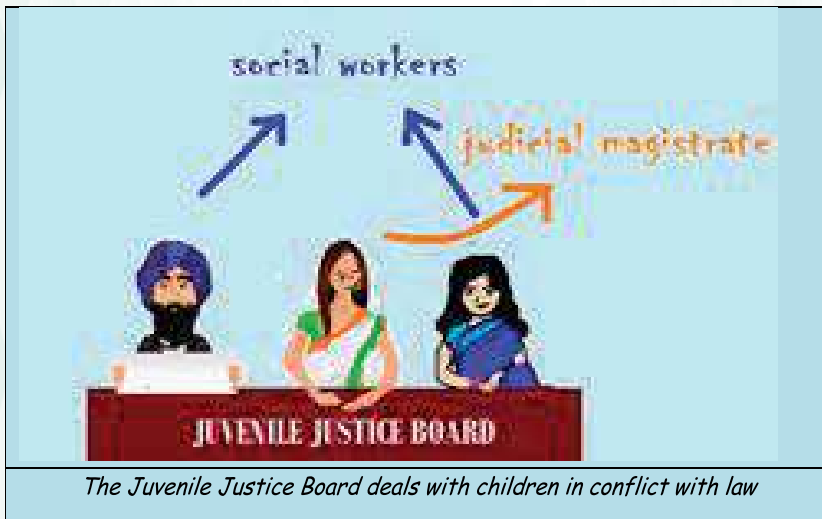 social workers
judicial magistrate
JUVENILE JUSTICE BOARD
The Juvenile Justice Board deals with children in conflict with law